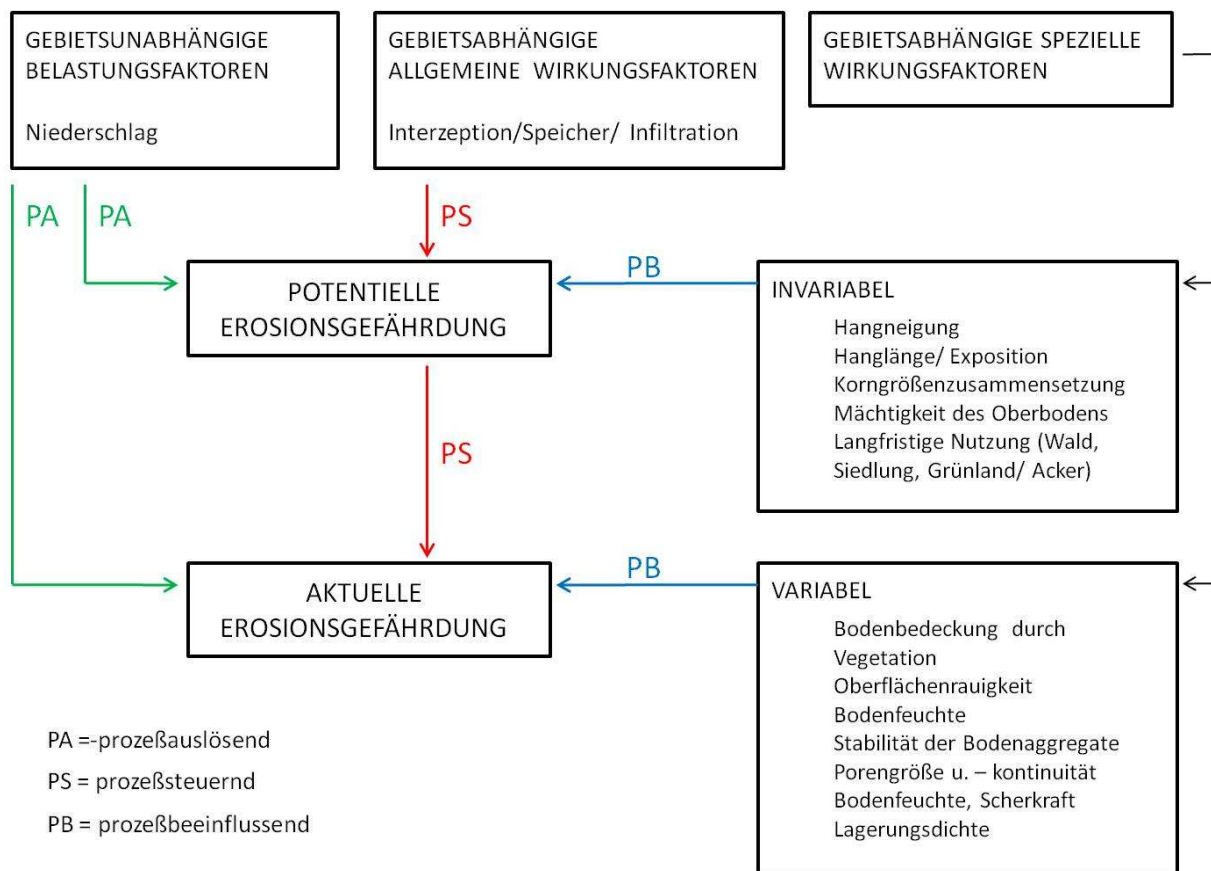 GEBIETSUNABHÄNGIGE
BELASTUNGSFAKTOREN
Niederschlag
GEBIETSABHÄNGIGE
ALLGEMEINE WIRKUNGSFAKTOREN
Interzeption/Speicher/ Infiltration
GEBIETSABHÄNGIGE SPEZIELLE
WIRKUNGSFAKTOREN
PA
PA
PS
PB
POTENTIELLE
EROSIONSGEFÄHRDUNG
INVARIABEL
Hangneigung
Hanglänge/ Exposition
Korngrößenzusammensetzung
Mächtigkeit des Oberbodens
Langfristige Nutzung (Wald,
Siedlung, Grünland/ Acker)
PS
PB
AKTUELLE
EROSIONSGEFÄHRDUNG
VARIABEL
Bodenbedeckung durch
Vegetation
Oberflächenrauigkeit
Bodenfeuchte
Stabilität der Bodenaggregate
Porengröße u. – kontinuität
Bodenfeuchte, Scherkraft
Lagerungsdichte
PA =-prozeßauslösend
PS = prozeßsteuernd
PB = prozeßbeeinflussend